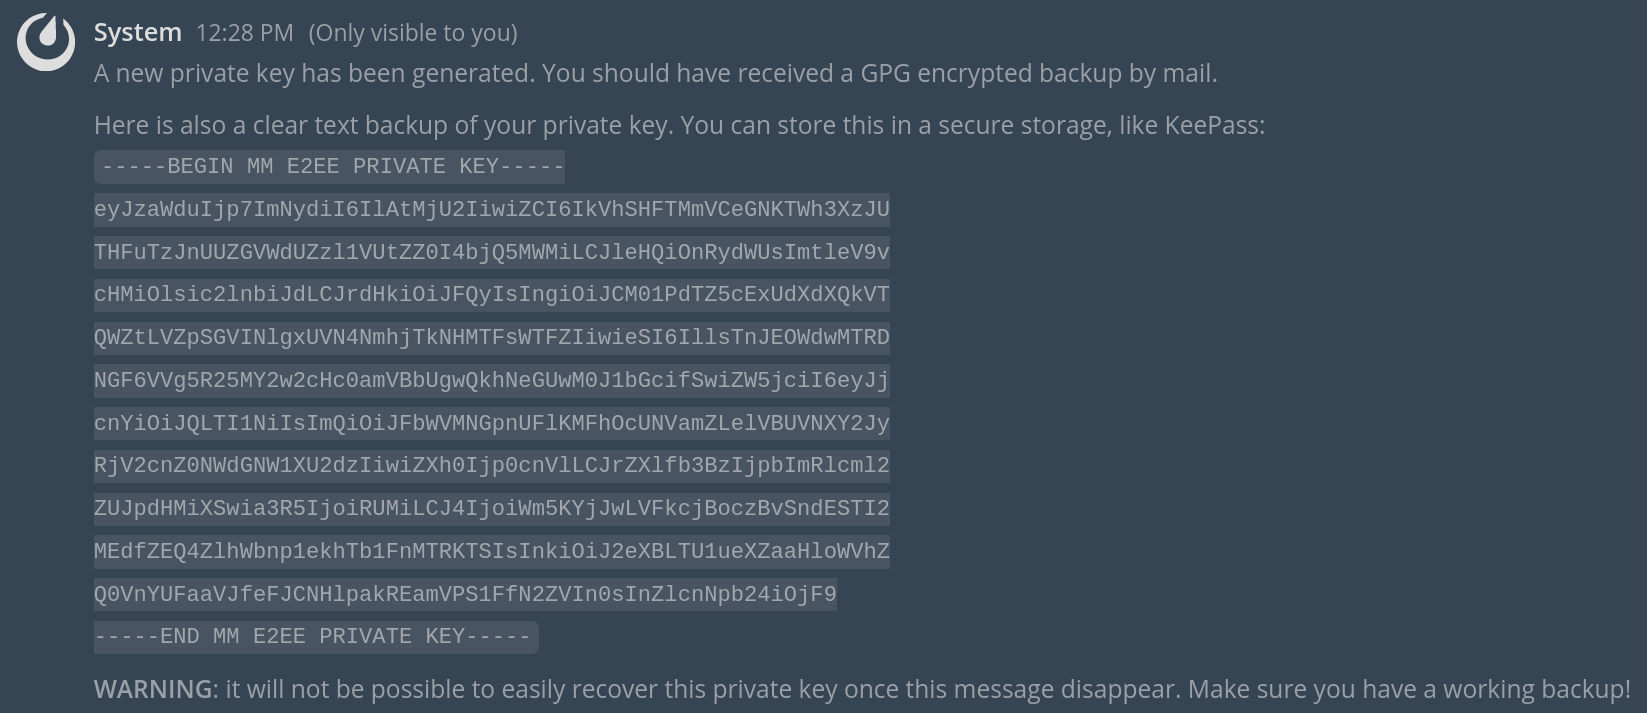 System 12:28 PM (Only visible to you)
A new private key has been generated. You should have received a GPG encrypted backup by mail.
Here is also a clear text backup of your private key. You can store this in a secure storage, like KeePass:
-----BEGIN MM E2EE PRIVATE KEY-----
eyJzaWduIjp7ImNydiI6IlAtMjU2IiwiZCI6IkVhSHFTMmVCeGNKTWh3XzJU
THFuTzJnUUZGVWdUZzl1VUtZZ0I4bjQ5MWMiLCJleHQiOnRydWUsImtleV9v
cHMiOlsic2lnbiJdLCJrdHkiOiJFQyIsIngiOiJCM01PdTZ5cExUdXdXQkVT
QWZtLVZpSGVINlgxUVN4NmhjTkNHMTFsWTFZIiwieSI6IllsTnJEOWdwMTRD
NGF6VVg5R25MY2w2cHc0amVBbUgwQkhNeGUwM0J1bGcifSwiZW5jciI6eyJj
cnYiOiJQLTI1NiIsImQiOiJFbWVMNGpnUFlKMFhOcUNVamZLelVBUVNXY2Jy
RjV2cnZ0NWdGNW1XU2dzIiwiZXh0Ijp0cnVlLCJrZXlfb3BzIjpbImRlcml2
ZUJpdHMiXSwia3R5IjoiRUMiLCJ4IjoiWm5KYjJwLVFkcjBoczBvSndESTI2
MEdfZEQ4ZlhWbnp1ekhTb1FnMTRKTSIsInkiOiJ2eXBLTU1ueXZaaHloWVhZ
Q0VnYUFaaVJfeFJCNHlpakREamVPS1FfN2ZVIn0sInZlcnNpb24iOjF9
-----END MM E2EE PRIVATE KEY-----
WARNING: it will not be possible to easily recover this private key once this message disappear. Make sure you have a working backup!